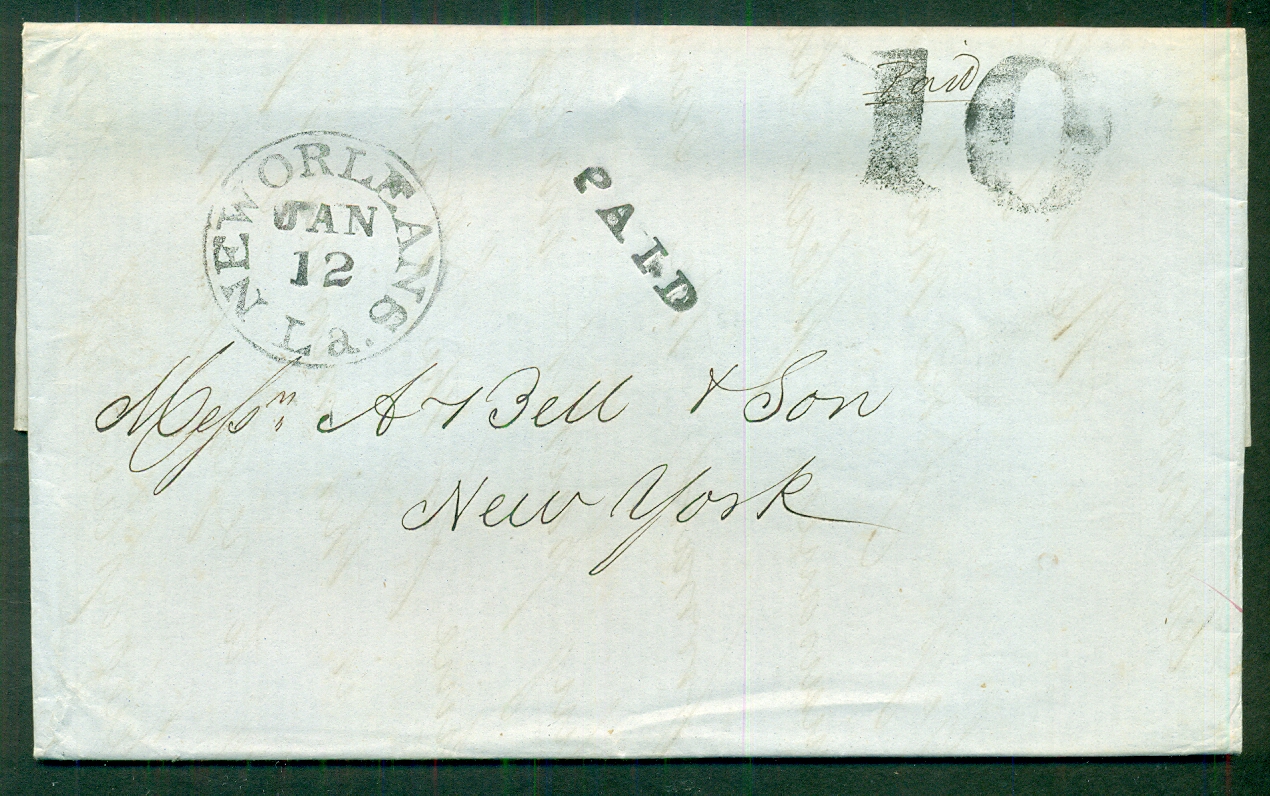 Paid
10
NEW ORLEANS La.
JAN
12
PAID
Messrs A Bell & Son
New York